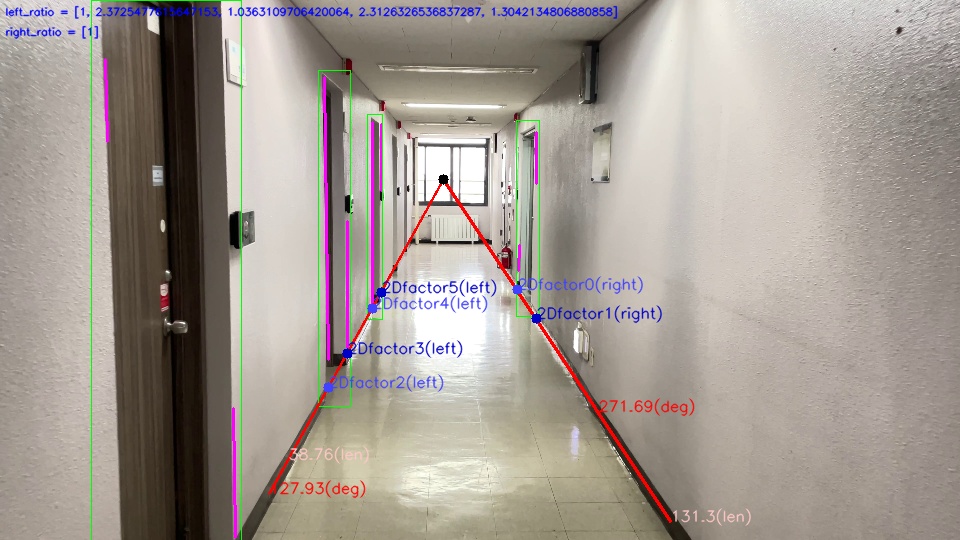 left_ratio = [1, 2.3725477615647153, 1.0363109706420064, 2.3126326536837287, 1.3042134806880858]
right_ratio = [1]
2Dfactor5(left)
2Dfactor0(right)
2Dfactor4(left)
2Dfactor1(right)
2Dfactor3(left)
2Dfactor2(left)
271.69(deg)
38.76(len)
27.93(deg)
131.3(len)